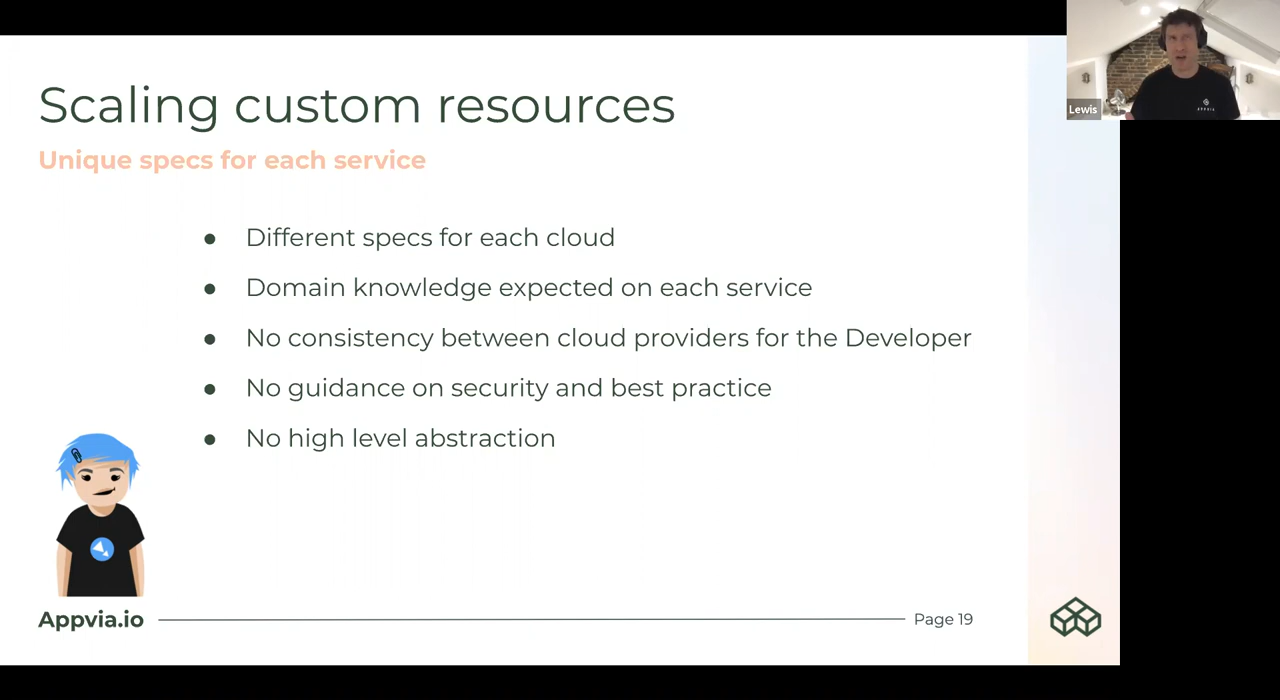 Scaling custom resources
Unique specs for each service
● Different specs for each cloud
● Domain knowledge expected on each service
● No consistency between cloud providers for the Developer
● No guidance on security and best practice
● No high level abstraction
Appvia.io
Page 19
Lewis
APPVIA